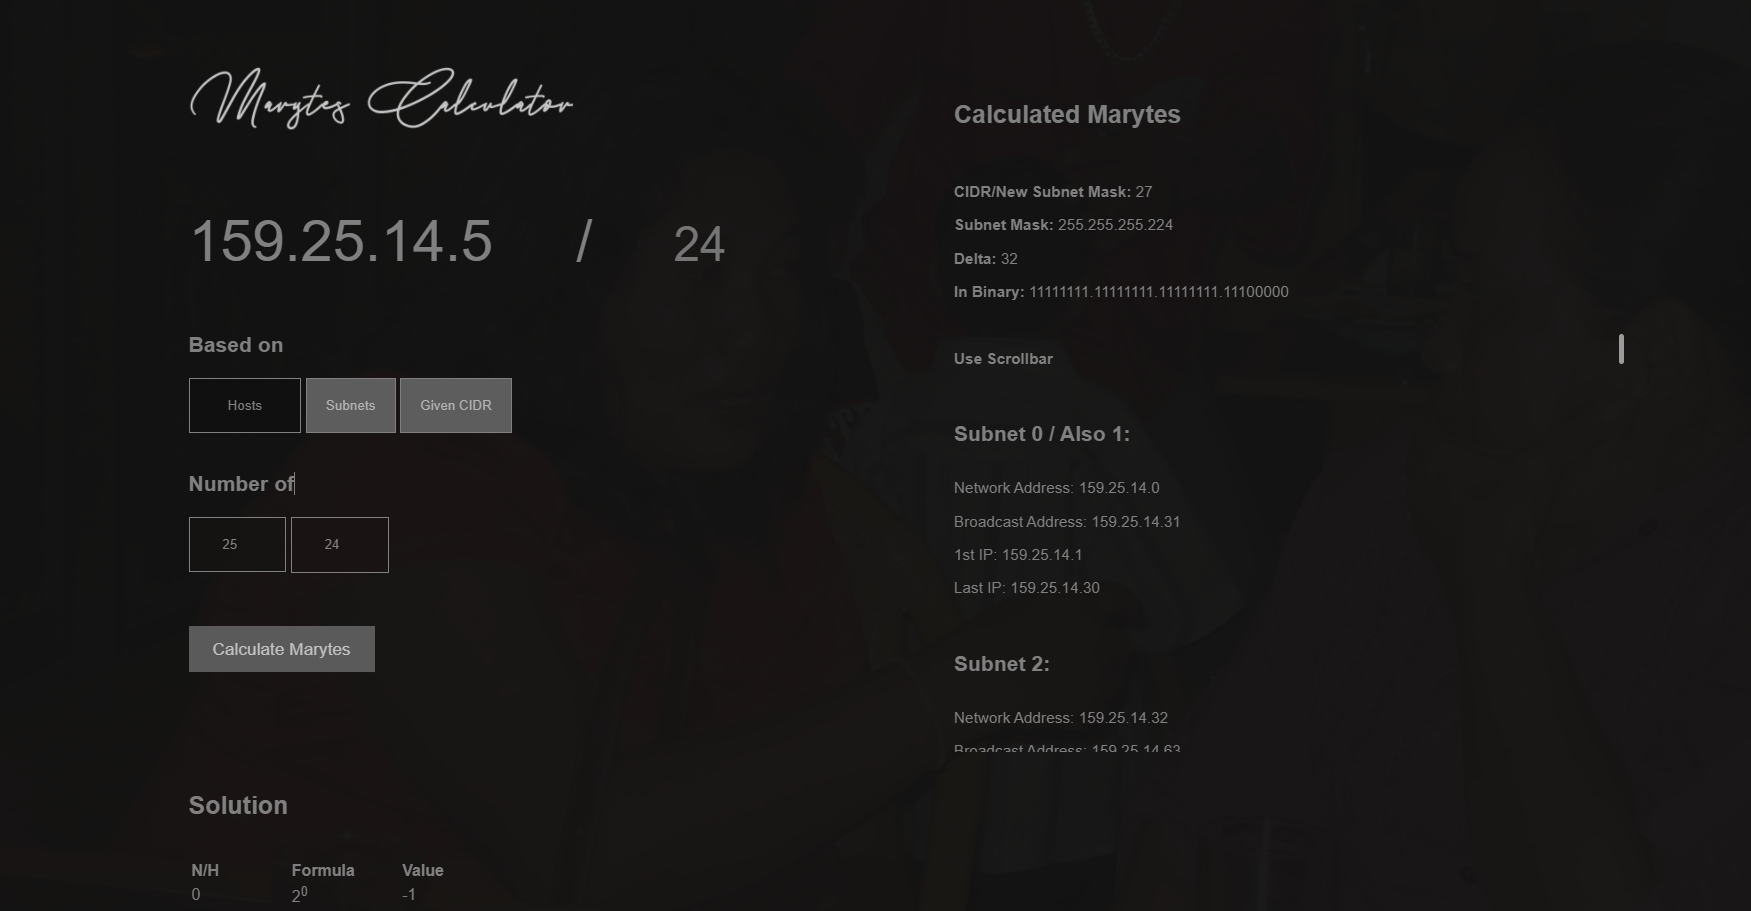 Marytes Calculator
159.25.14.5 / 24
Based on
Hosts Subnets Given CIDR
Number of
25 24
Calculate Marytes
Solution
N/H Formula Value
0 2⁰ -1
Calculated Marytes
CIDR/New Subnet Mask: 27
Subnet Mask: 255.255.255.224
Delta: 32
In Binary: 11111111.11111111.11111111.11100000
Use Scrollbar
Subnet 0 / Also 1:
Network Address: 159.25.14.0
Broadcast Address: 159.25.14.31
1st IP: 159.25.14.1
Last IP: 159.25.14.30
Subnet 2:
Network Address: 159.25.14.32
Broadcast Address: 159.25.14.63